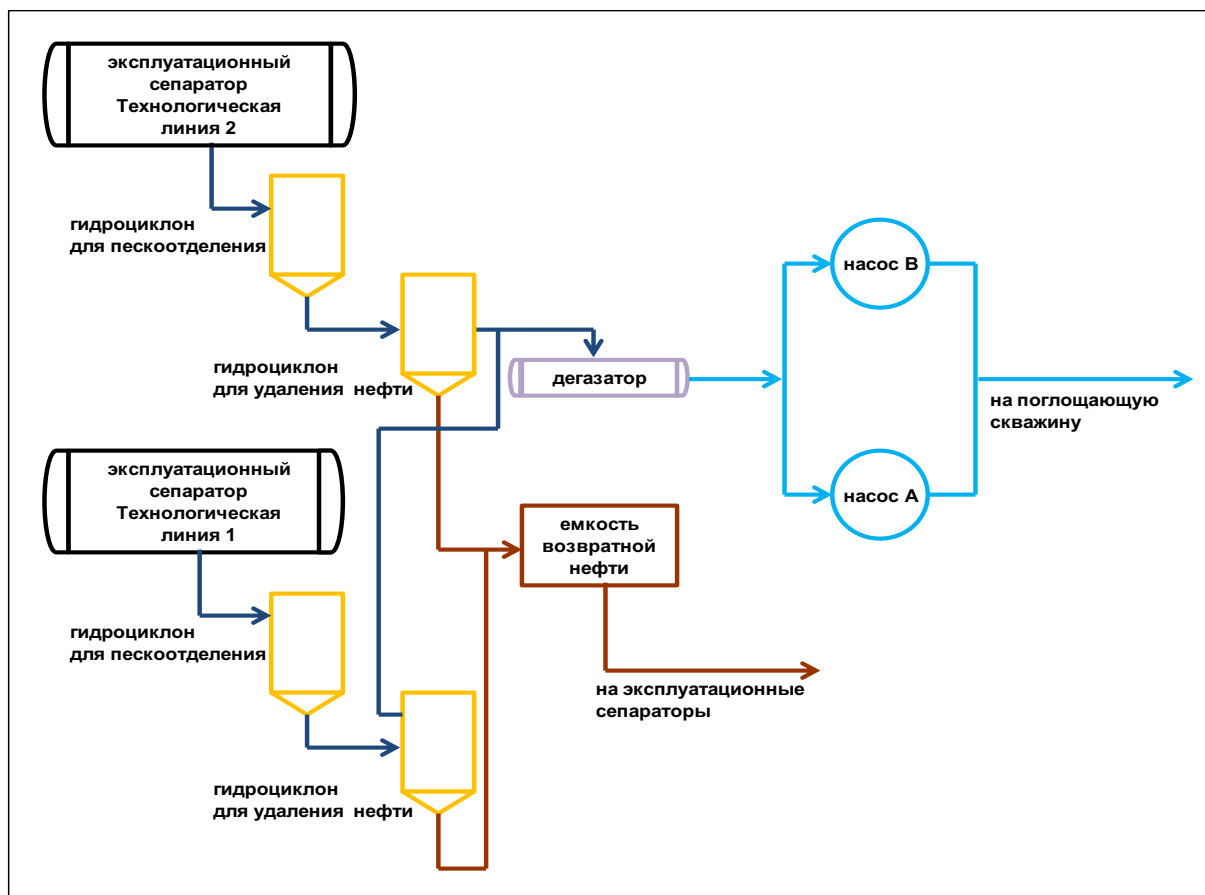 эксплуатационный
сепаратор
Технологическая
линия 2
гидроциклон
для пескоотделения
насос В
гидроциклон
для удаления нефти
дегазатор
на поглощающую
скважину
эксплуатационный
сепаратор
Технологическая
линия 1
насос А
емкость
возвратной
нефти
гидроциклон
для пескоотделения
на эксплуатационные
сепараторы
гидроциклон
для удаления нефти